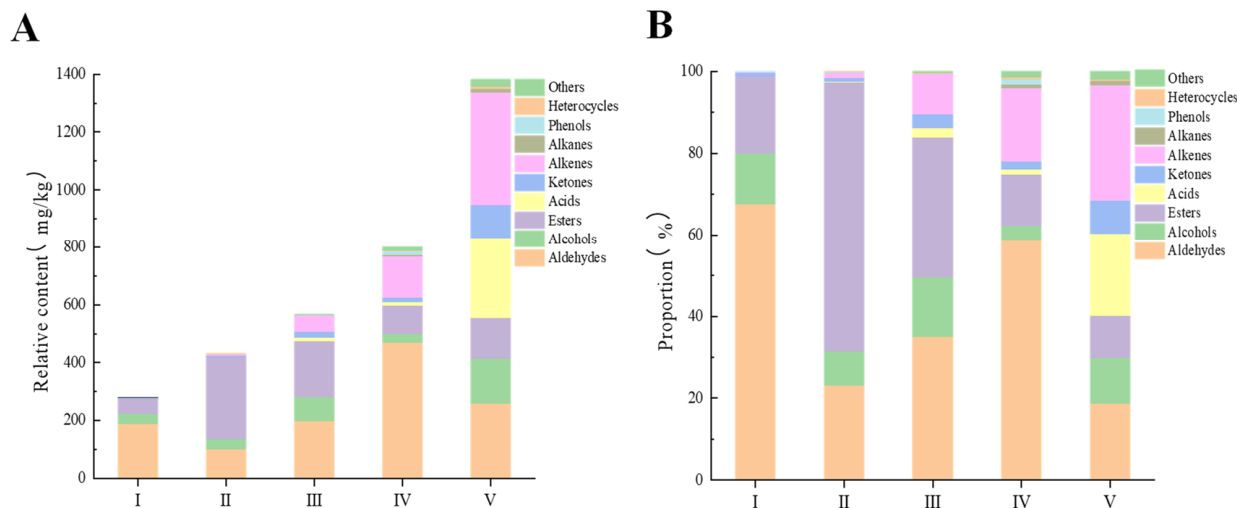 A
Relative content( mg/kg)
1400
1200
1000
800
600
400
200
0
I II III IV V
Others
Heterocycles
Phenols
Alkanes
Alkenes
Ketones
Acids
Esters
Alcohols
Aldehydes
B
Proportion( %)
100
80
60
40
20
0
I II III IV V
Others
Heterocycles
Phenols
Alkanes
Alkenes
Ketones
Acids
Esters
Alcohols
Aldehydes